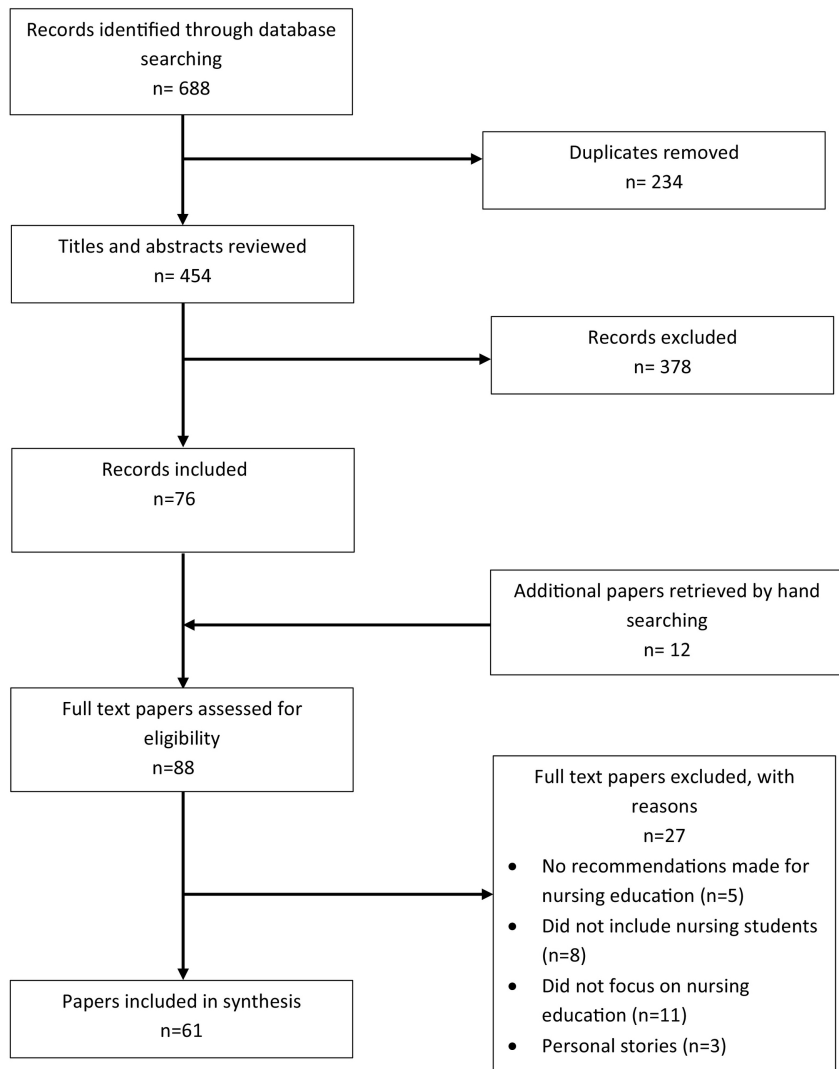 Records identified through database
searching
n= 688
Duplicates removed
n= 234
Titles and abstracts reviewed
n= 454
Records excluded
n= 378
Records included
n=76
Additional papers retrieved by hand
searching
n= 12
Full text papers assessed for
eligibility
n=88
Full text papers excluded, with
reasons
n=27
• No recommendations made for
nursing education (n=5)
• Did not include nursing students
(n=8)
• Did not focus on nursing
education (n=11)
• Personal stories (n=3)
Papers included in synthesis
n=61